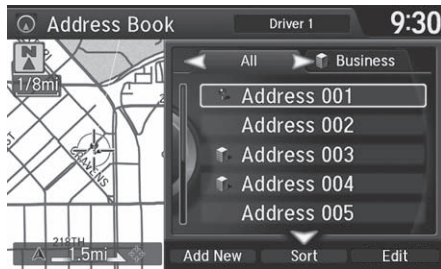 Address Book
Driver 1
9:30
N
1/8mi
All
Business
Address 001
Address 002
Address 003
Address 004
Address 005
CRAVENS
218TH
1.5mi
Add New
Sort
Edit